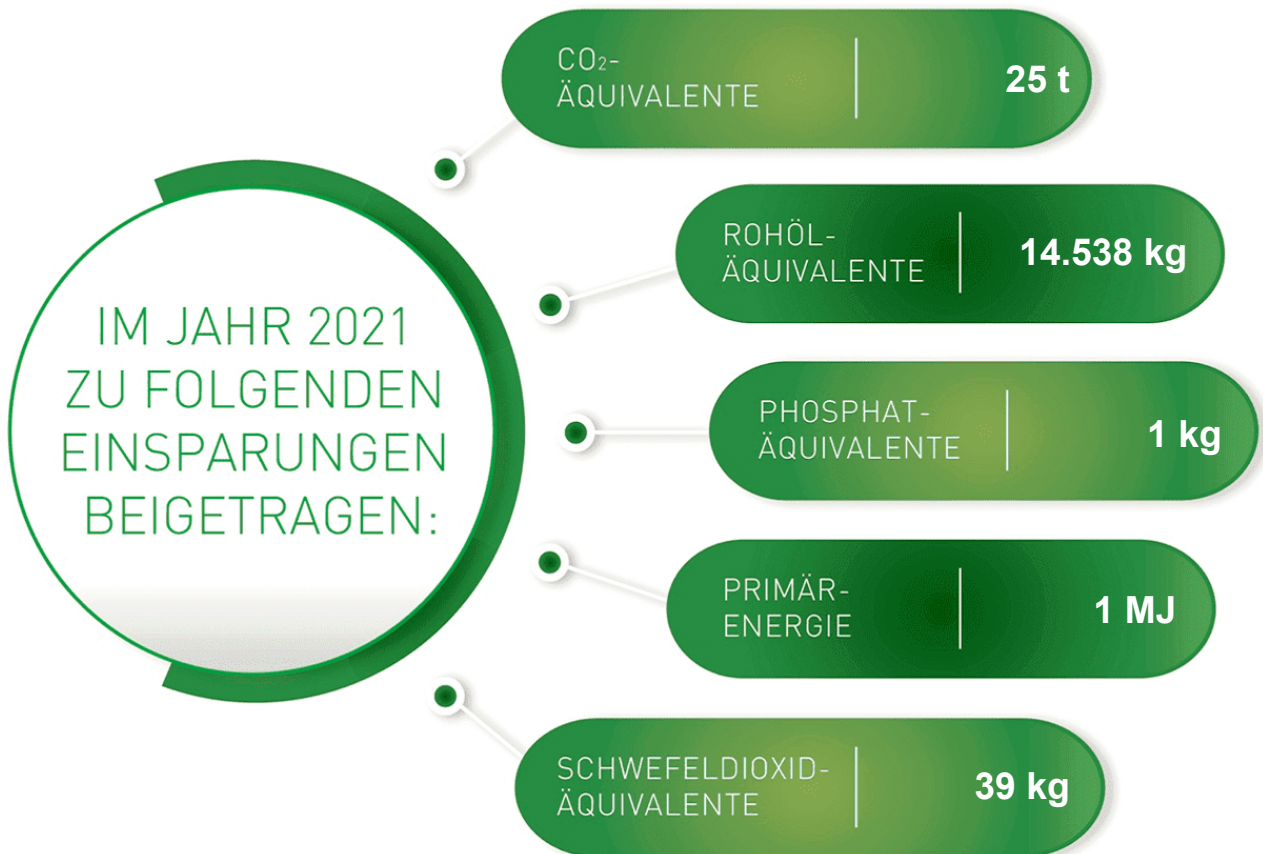 IM JAHR 2021
ZU FOLGENDEN
EINSPARUNGEN
BEIGETRAGEN:
CO₂-
ÄQUIVALENTE
25 t
ROHÖL-
ÄQUIVALENTE
14.538 kg
PHOSPHAT-
ÄQUIVALENTE
1 kg
PRIMÄR-
ENERGIE
1 MJ
SCHWEFELDIOXID-
ÄQUIVALENTE
39 kg